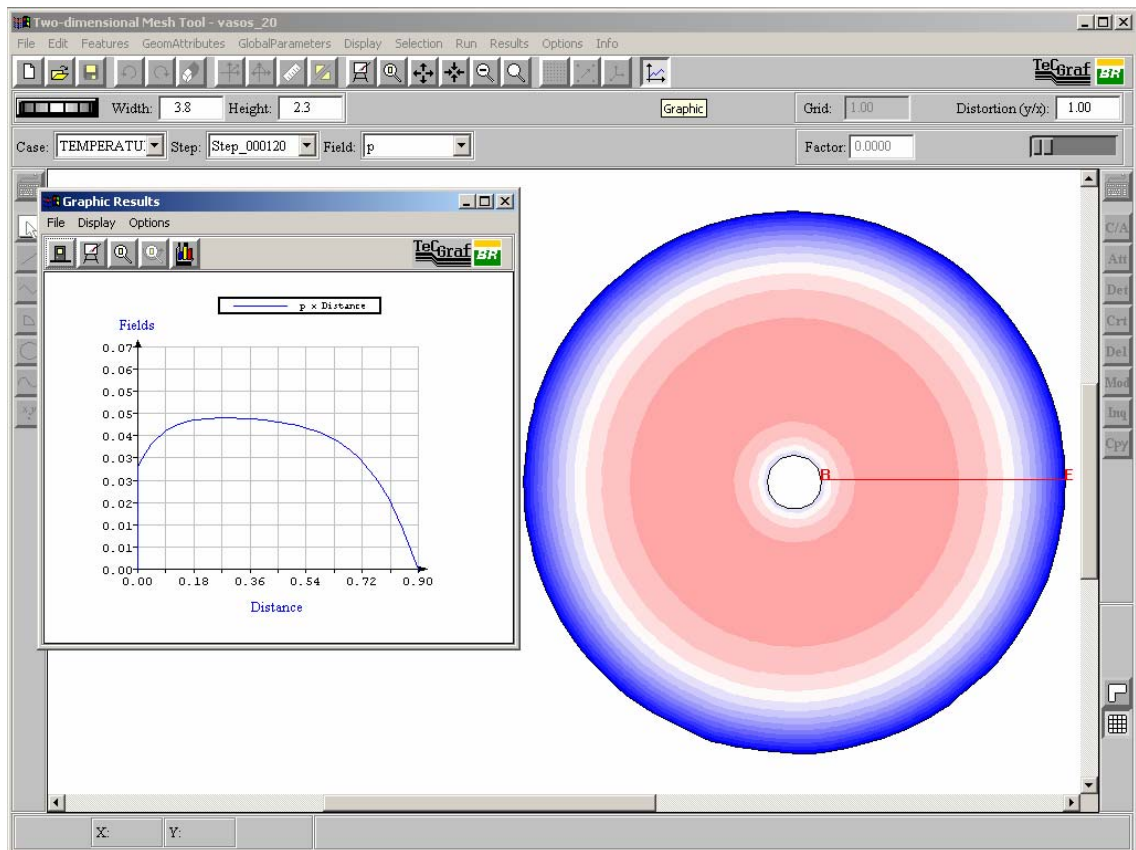 Two-dimensional Mesh Tool - vasos_20
File Edit Features GeomAttributes GlobalParameters Display Selection Run Results Options Info
TeCGraf BR
Width: 3.8 Height: 2.3 Graphic Grid: 1.00 Distortion (y/x): 1.00
Case: TEMPERATU Step: Step_000120 Field: p Factor: 0.0000
Graphic Results
File Display Options
TeCGraf BR
p x Distance
Fields
0.07
0.06
0.05
0.05
0.04
0.03
0.03
0.02
0.01
0.01
0.00
0.00 0.18 0.36 0.54 0.72 0.90
Distance
R E
C/A
Att
Det
Crt
Del
Mod
Inq
Cpy
X: Y: